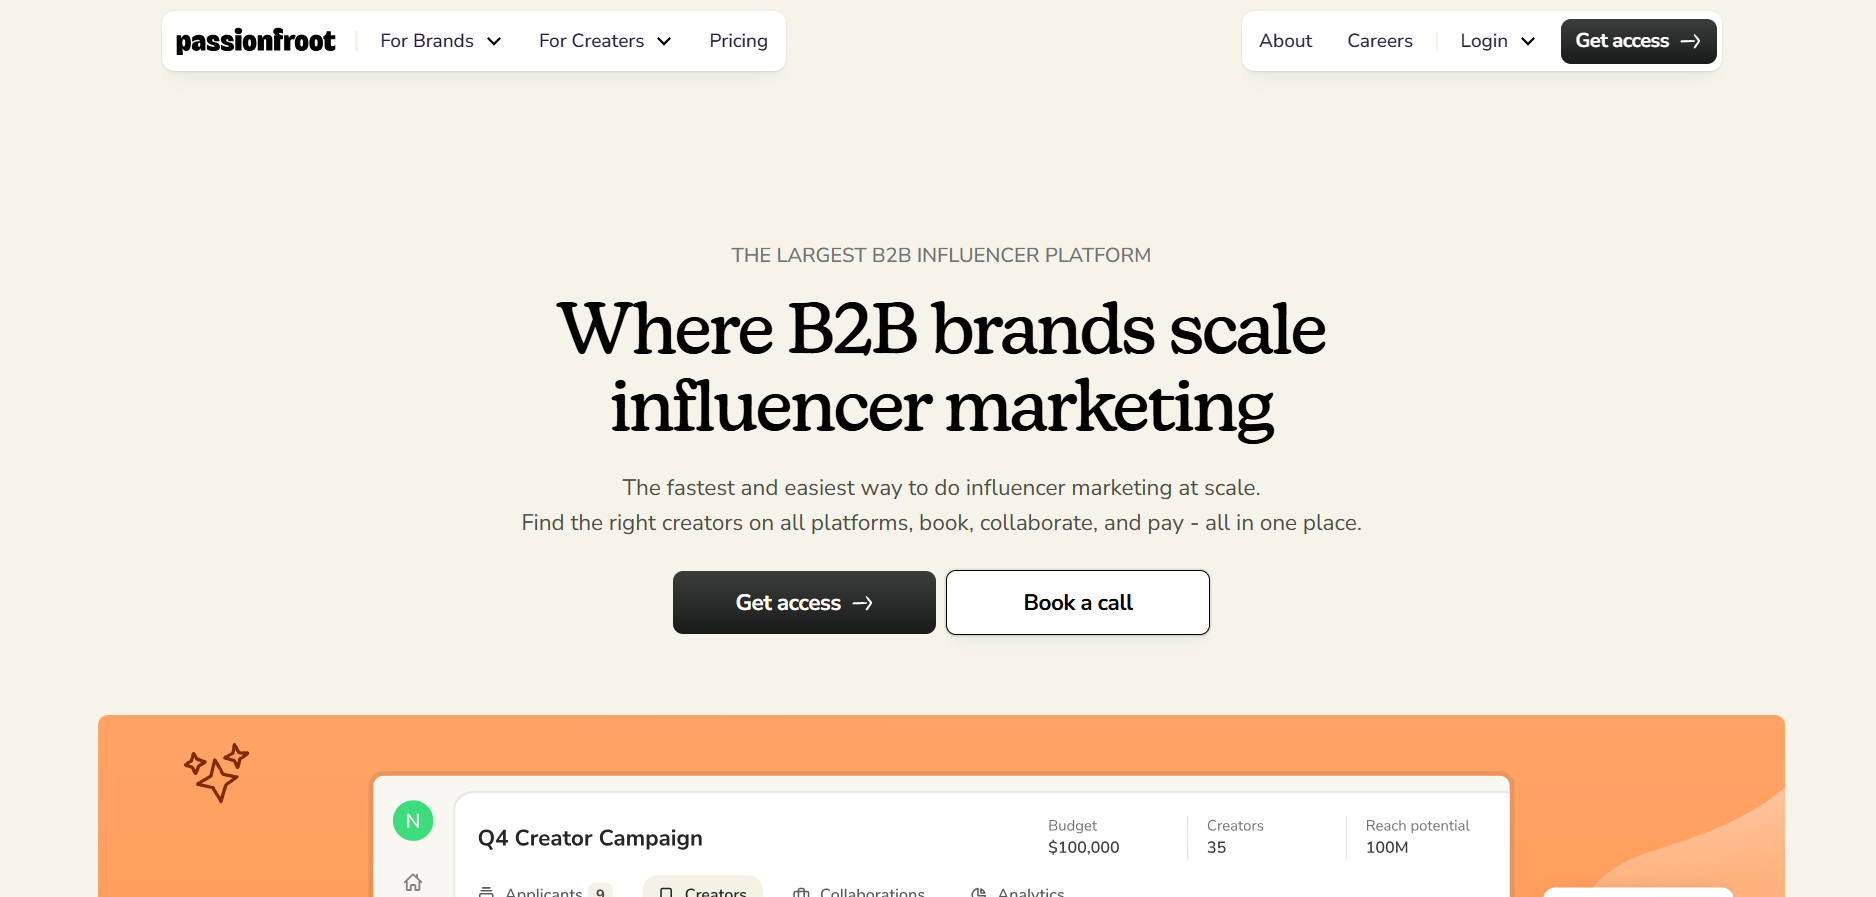 passionfroot
For Brands
For Creaters
Pricing
About
Careers
Login
Get access
THE LARGEST B2B INFLUENCER PLATFORM
Where B2B brands scale
influencer marketing
The fastest and easiest way to do influencer marketing at scale.
Find the right creators on all platforms, book, collaborate, and pay - all in one place.
Get access
Book a call
N
Q4 Creator Campaign
Budget
$100,000
Creators
35
Reach potential
100M
Applicants 9
Creators
Collaborations
Analytics